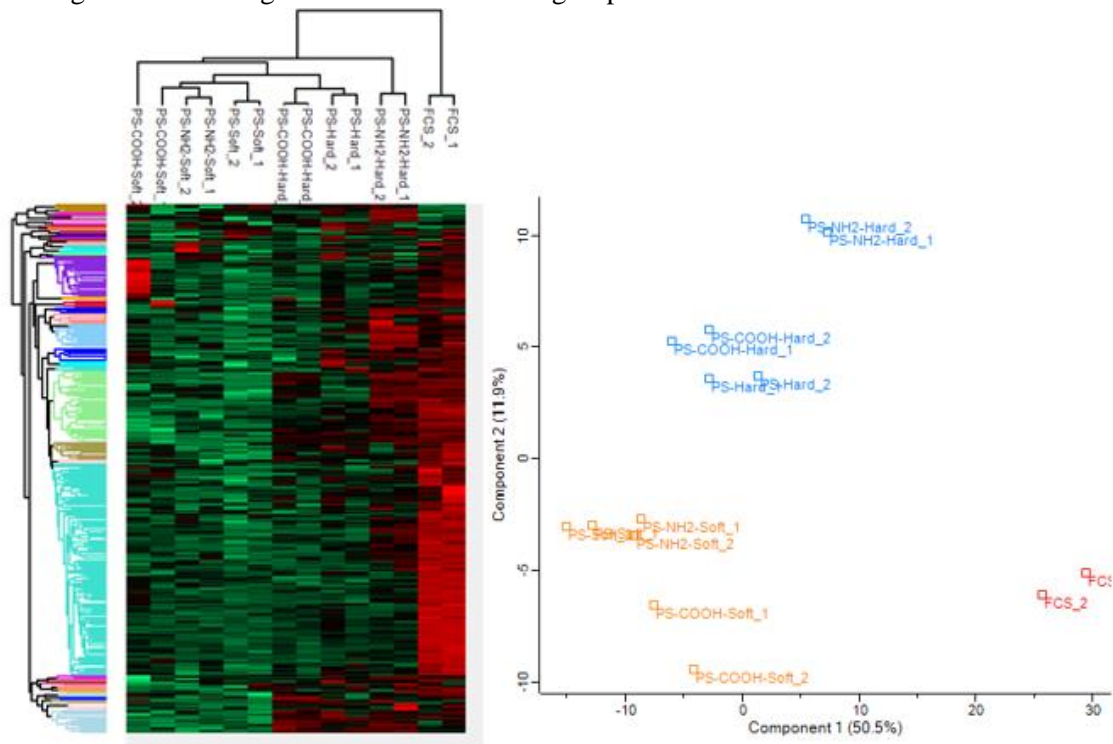 PS-COOH-Soft_2
PS-COOH-Soft_1
PS-NH2-Soft_2
PS-NH2-Soft_1
PS-Soft_2
PS-Soft_1
PS-COOH-Hard_
PS-COOH-Hard_
PS-Hard_2
PS-Hard_1
PS-NH2-Hard_2
PS-NH2-Hard_1
FCS_2
FCS_1
Component 2 (11.9%)
10
5
0
-5
-10
PS-NH2-Hard_2
PS-NH2-Hard_1
PS-COOH-Hard_2
PS-COOH-Hard_1
PS-Hard_1
PS-Hard_2
PS-NH2-Soft_1
PS-NH2-Soft_2
PS-COOH-Soft_1
PS-COOH-Soft_2
FCS
FCS_2
-10
0
10
20
30
Component 1 (50.5%)